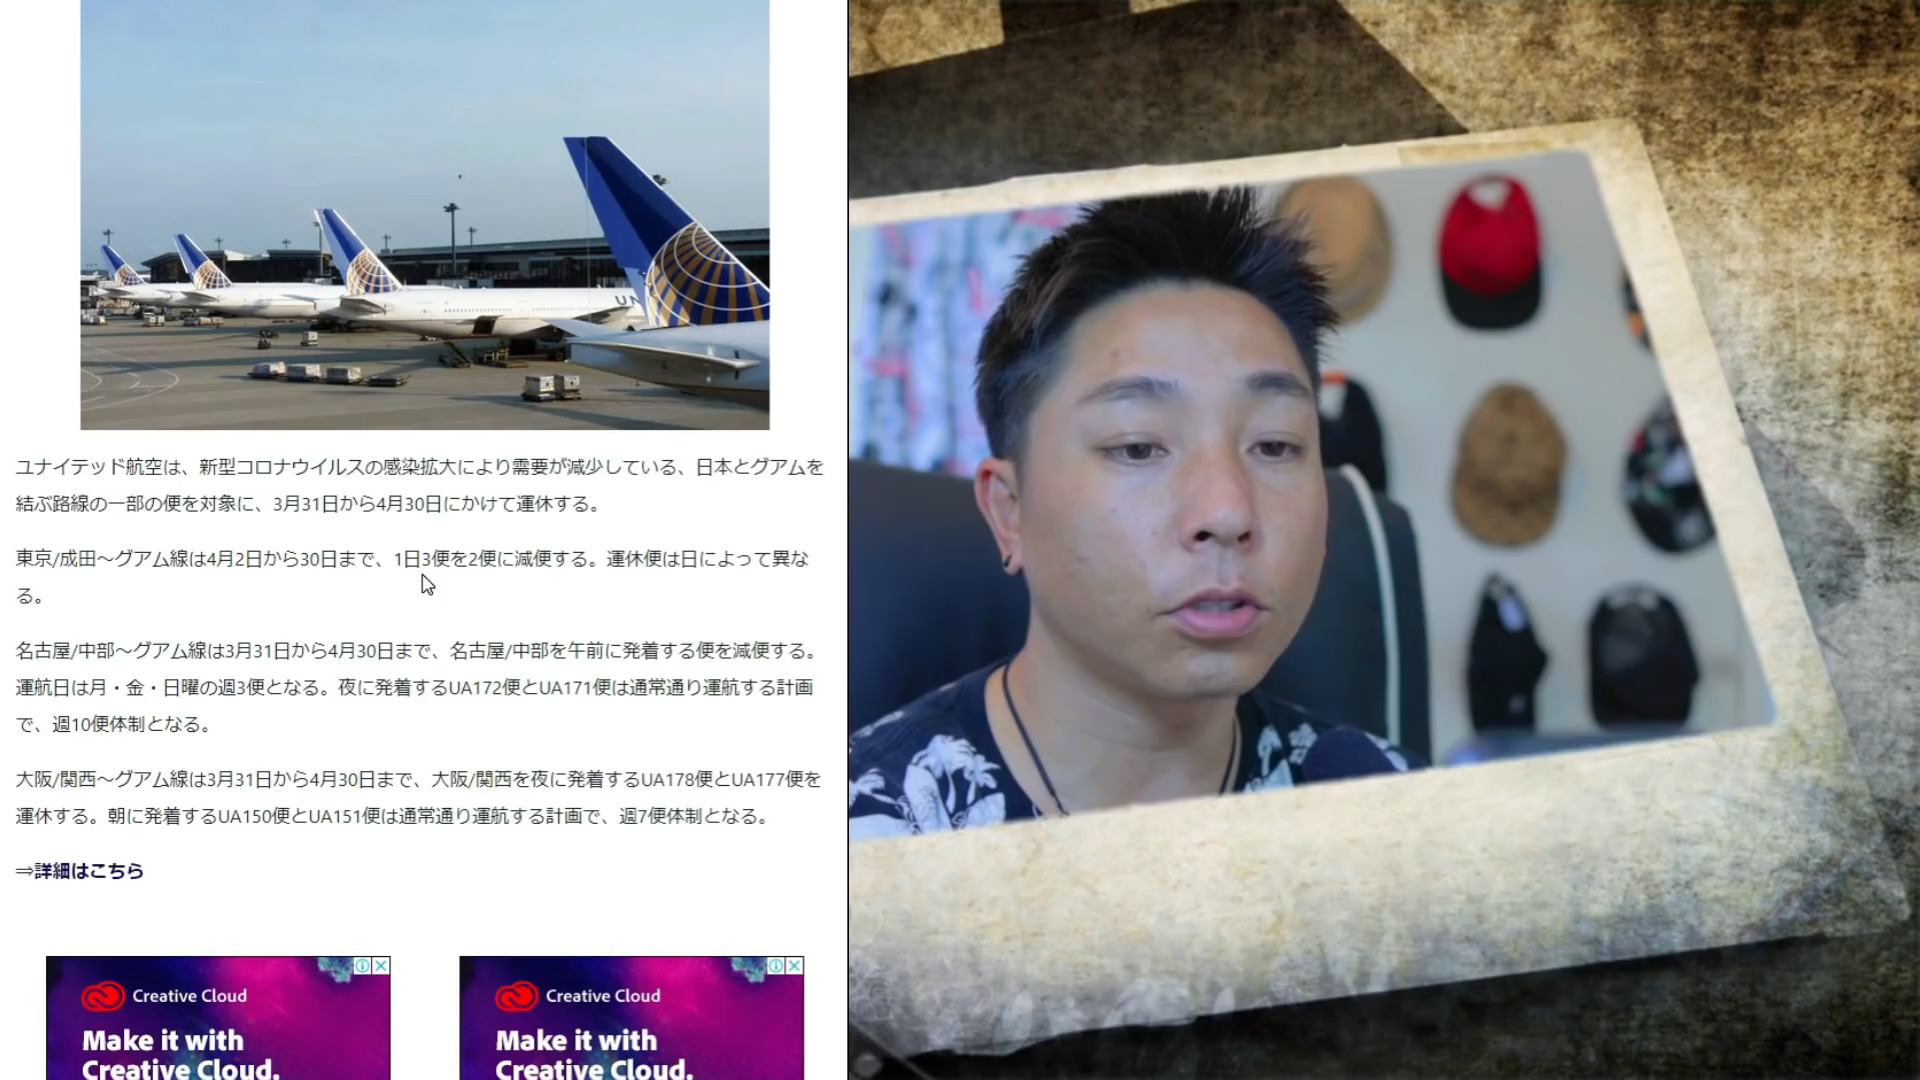 UN
ユナイテッド航空は、新型コロナウイルスの感染拡大により需要が減少している、日本とグアムを
結ぶ路線の一部の便を対象に、3月31日から4月30日にかけて運休する。
東京/成田〜グアム線は4月2日から30日まで、1日3便を2便に減便する。運休便は日によって異な
る。
名古屋/中部〜グアム線は3月31日から4月30日まで、名古屋/中部を午前に発着する便を減便する。
運航日は月・金・日曜の週3便となる。夜に発着するUA172便とUA171便は通常通り運航する計画
で、週10便体制となる。
大阪/関西〜グアム線は3月31日から4月30日まで、大阪/関西を夜に発着するUA178便とUA177便を
運休する。朝に発着するUA150便とUA151便は通常通り運航する計画で、週7便体制となる。
⇒詳細はこちら
Creative Cloud
Make it with
Creative Cloud.
Creative Cloud
Make it with
Creative Cloud.